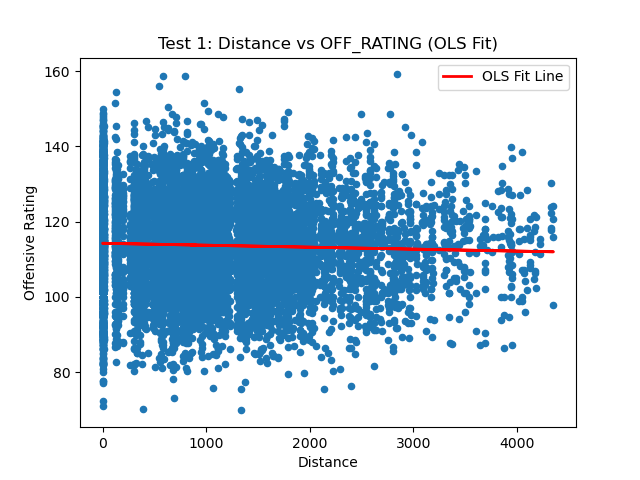 Test 1: Distance vs OFF_RATING (OLS Fit)
OLS Fit Line
160
140
120
100
80
Offensive Rating
0 1000 2000 3000 4000
Distance